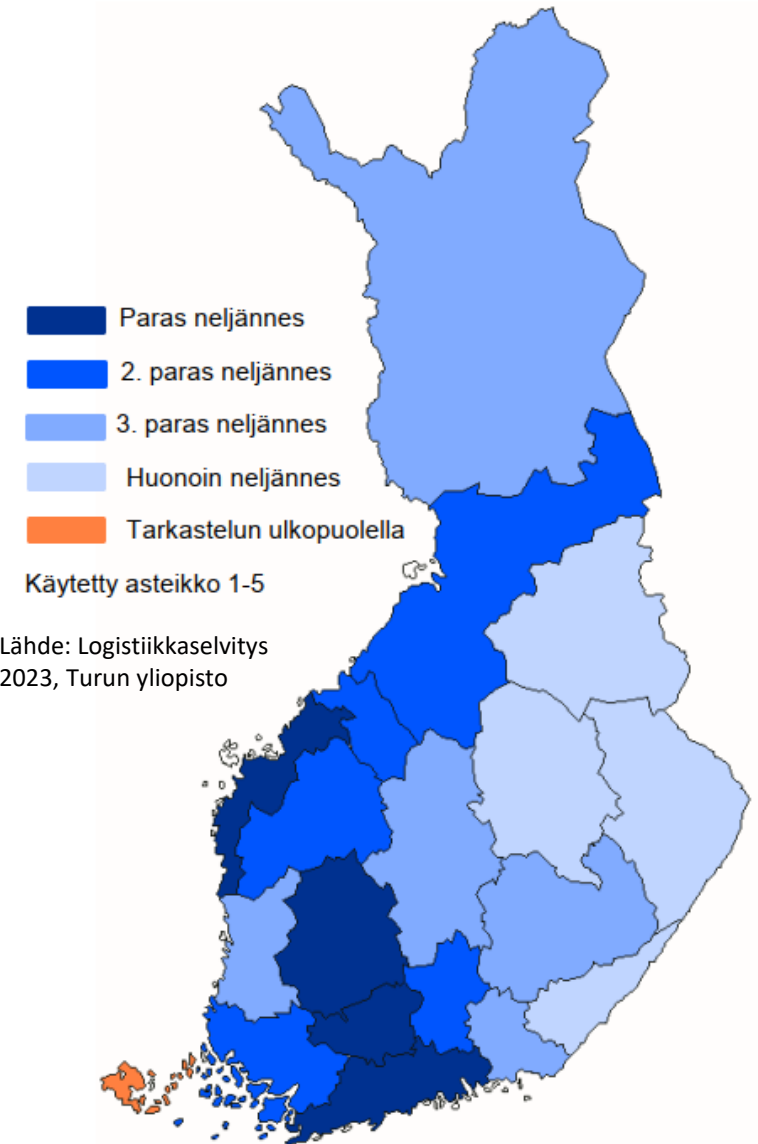 Paras neljännes
2. paras neljännes
3. paras neljännes
Huonoin neljännes
Tarkastelun ulkopuolella
Käytetty asteikko 1-5
Lähde: Logistiikkaselvitys
2023, Turun yliopisto